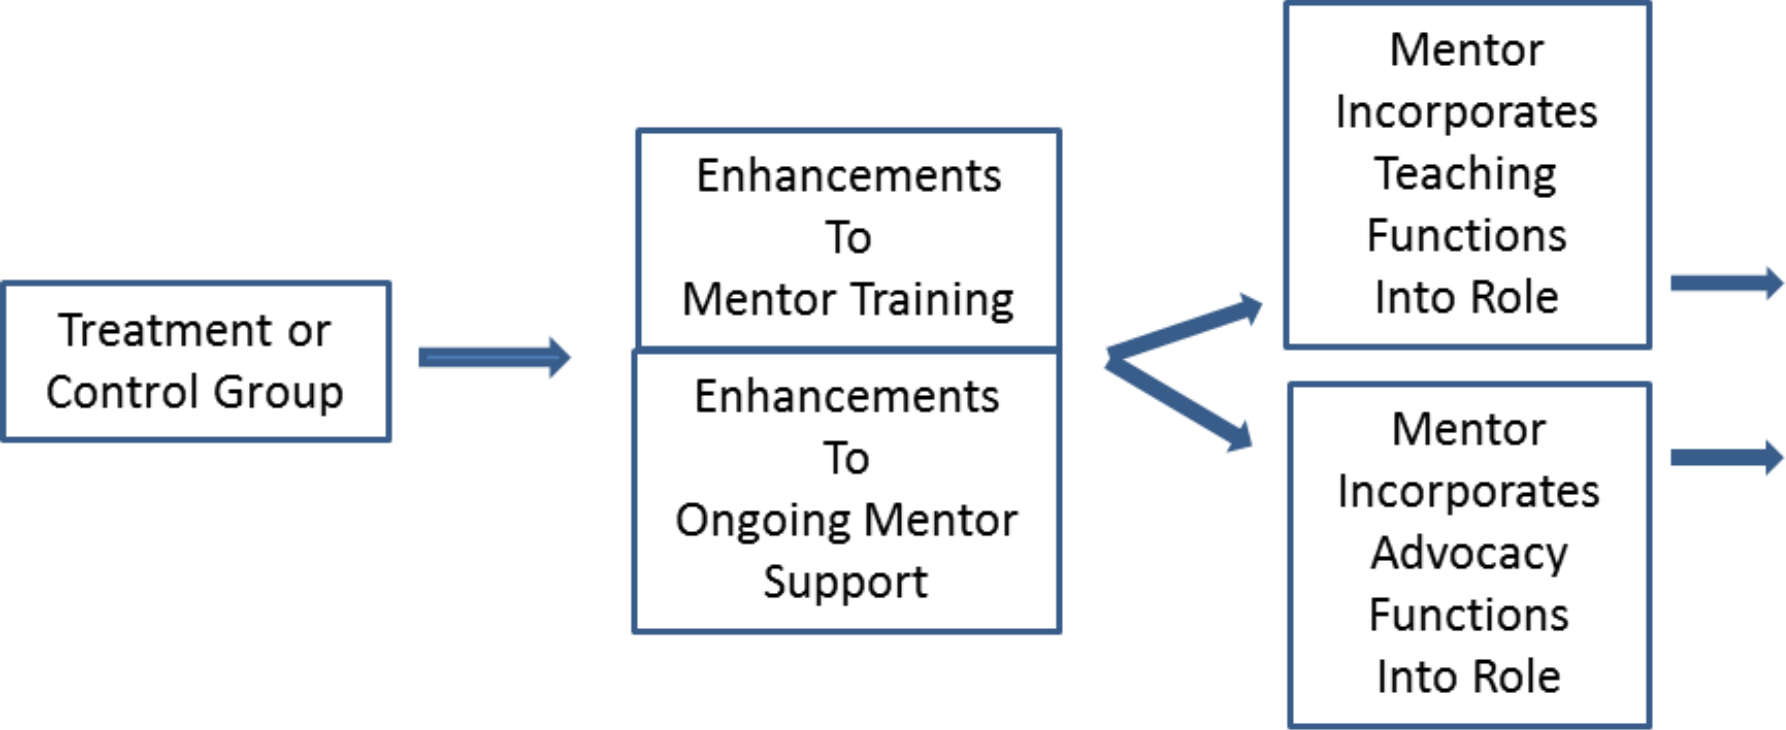 Treatment or
Control Group
Enhancements
To
Mentor Training
Enhancements
To
Ongoing Mentor
Support
Mentor
Incorporates
Teaching
Functions
Into Role
Mentor
Incorporates
Advocacy
Functions
Into Role